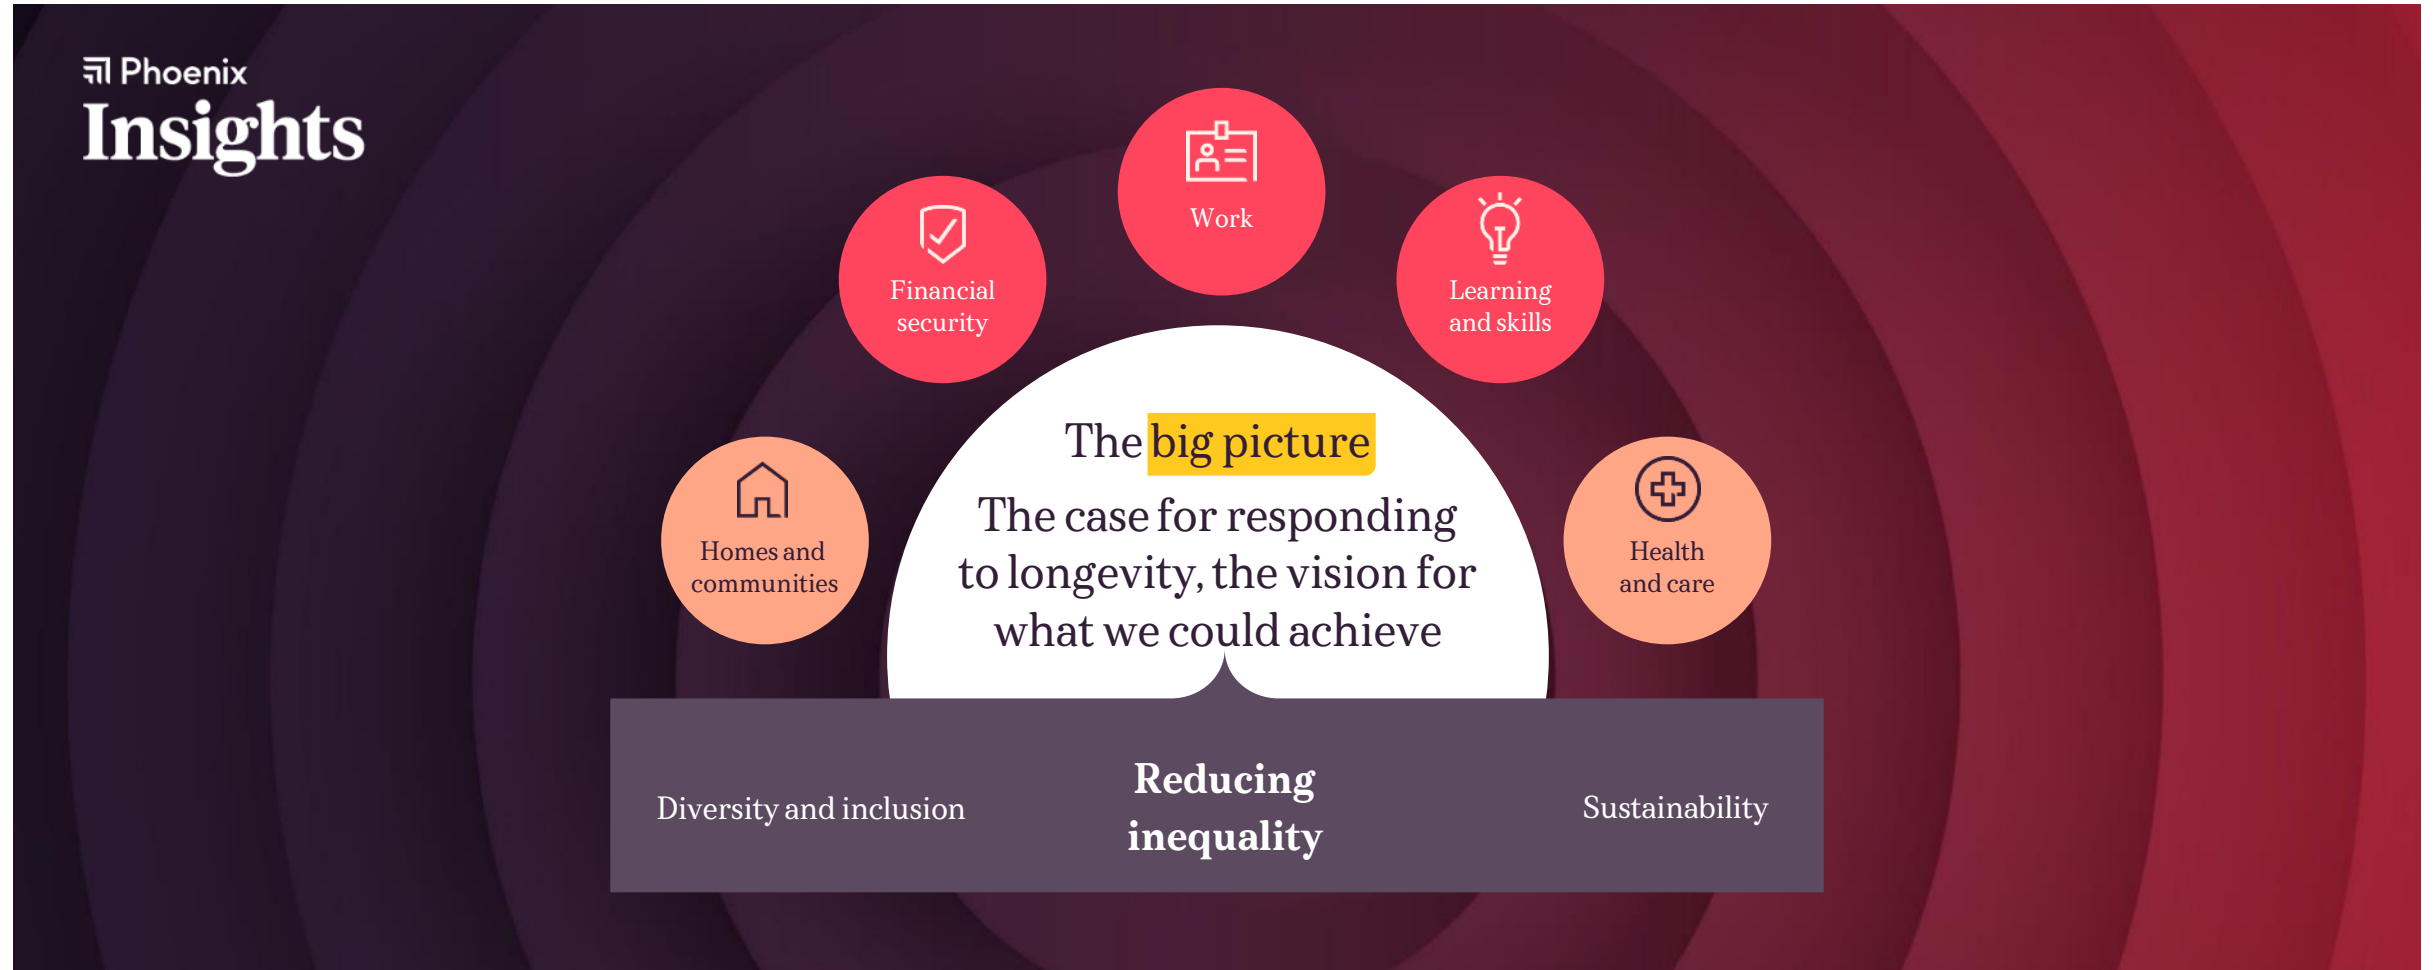 Phoenix
Insights
Work
Financial
security
Learning
and skills
The big picture
The case for responding
to longevity, the vision for
what we could achieve
Homes and
communities
Health
and care
Diversity and inclusion
Reducing
inequality
Sustainability